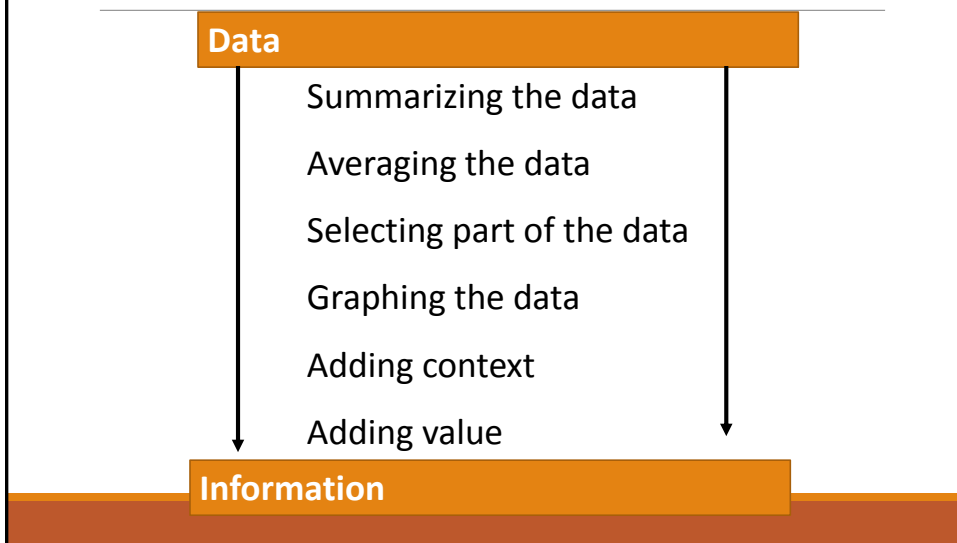 Data
Summarizing the data
Averaging the data
Selecting part of the data
Graphing the data
Adding context
Adding value
Information